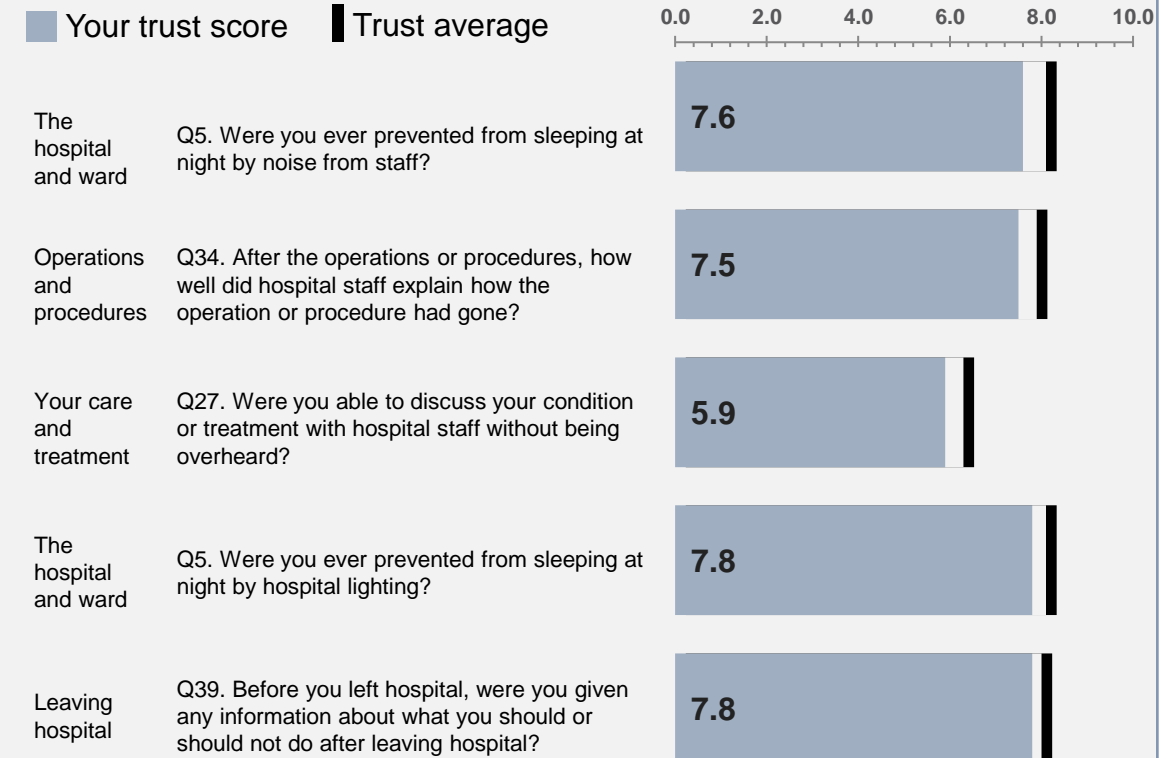 Your trust score Trust average
0.0 2.0 4.0 6.0 8.0 10.0
The
hospital
and ward
Q5. Were you ever prevented from sleeping at
night by noise from staff?
7.6
Operations
and
procedures
Q34. After the operations or procedures, how
well did hospital staff explain how the
operation or procedure had gone?
7.5
Your care
and
treatment
Q27. Were you able to discuss your condition
or treatment with hospital staff without being
overheard?
5.9
The
hospital
and ward
Q5. Were you ever prevented from sleeping at
night by hospital lighting?
7.8
Leaving
hospital
Q39. Before you left hospital, were you given
any information about what you should or
should not do after leaving hospital?
7.8